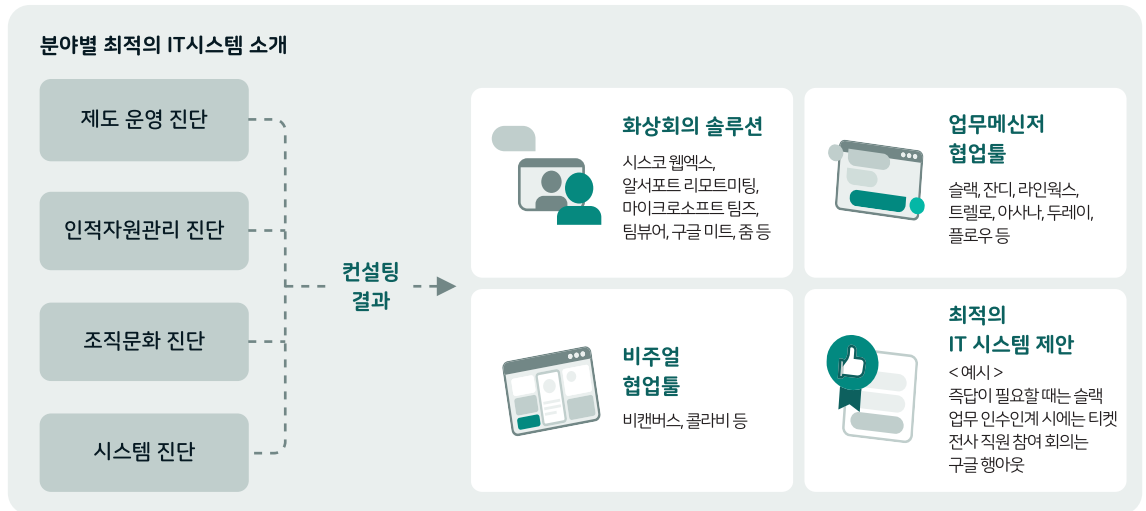 분야별 최적의 IT시스템 소개
제도 운영 진단
인적자원관리 진단
조직문화 진단
시스템 진단
컨설팅
결과
화상회의 솔루션
시스코 웹엑스,
알서포트 리모트미팅,
마이크로소프트 팀즈,
팀뷰어, 구글 미트, 줌 등
업무메신저
협업툴
슬랙, 잔디, 라인웍스,
트렐로, 아사나, 두레이,
플로우 등
비주얼
협업툴
비캔버스, 콜라비 등
최적의
IT 시스템 제안
< 예시 >
즉답이 필요할 때는 슬랙
업무 인수인계 시에는 티켓
전사 직원 참여 회의는
구글 행아웃